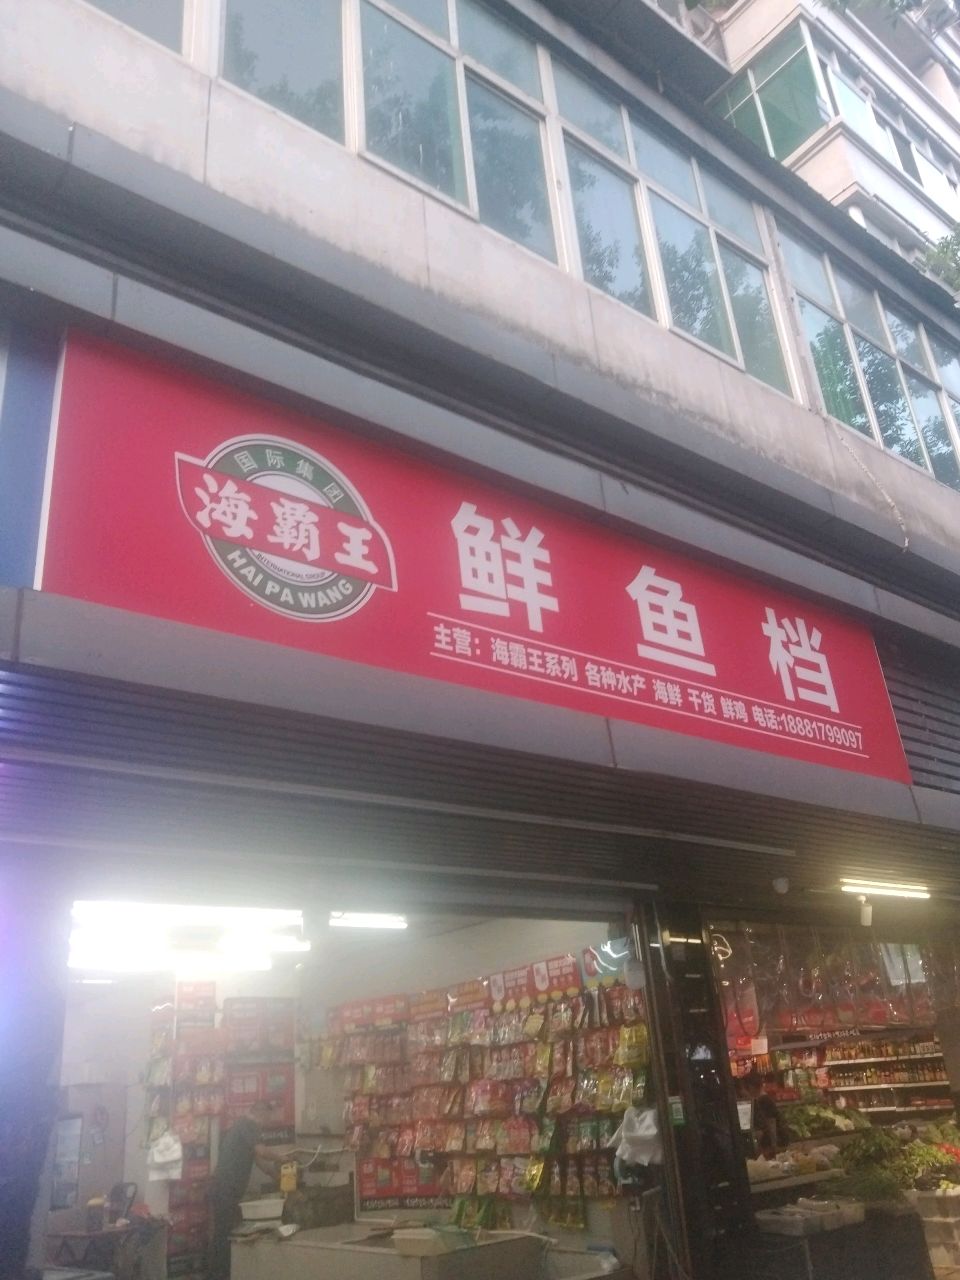 国际集团
海霸王
INTERNATIONAL GROUP
HAI PA WANG
鲜鱼档
主营：海霸王系列 各种水产 海鲜 干货 鲜鸡 电话:18881799097